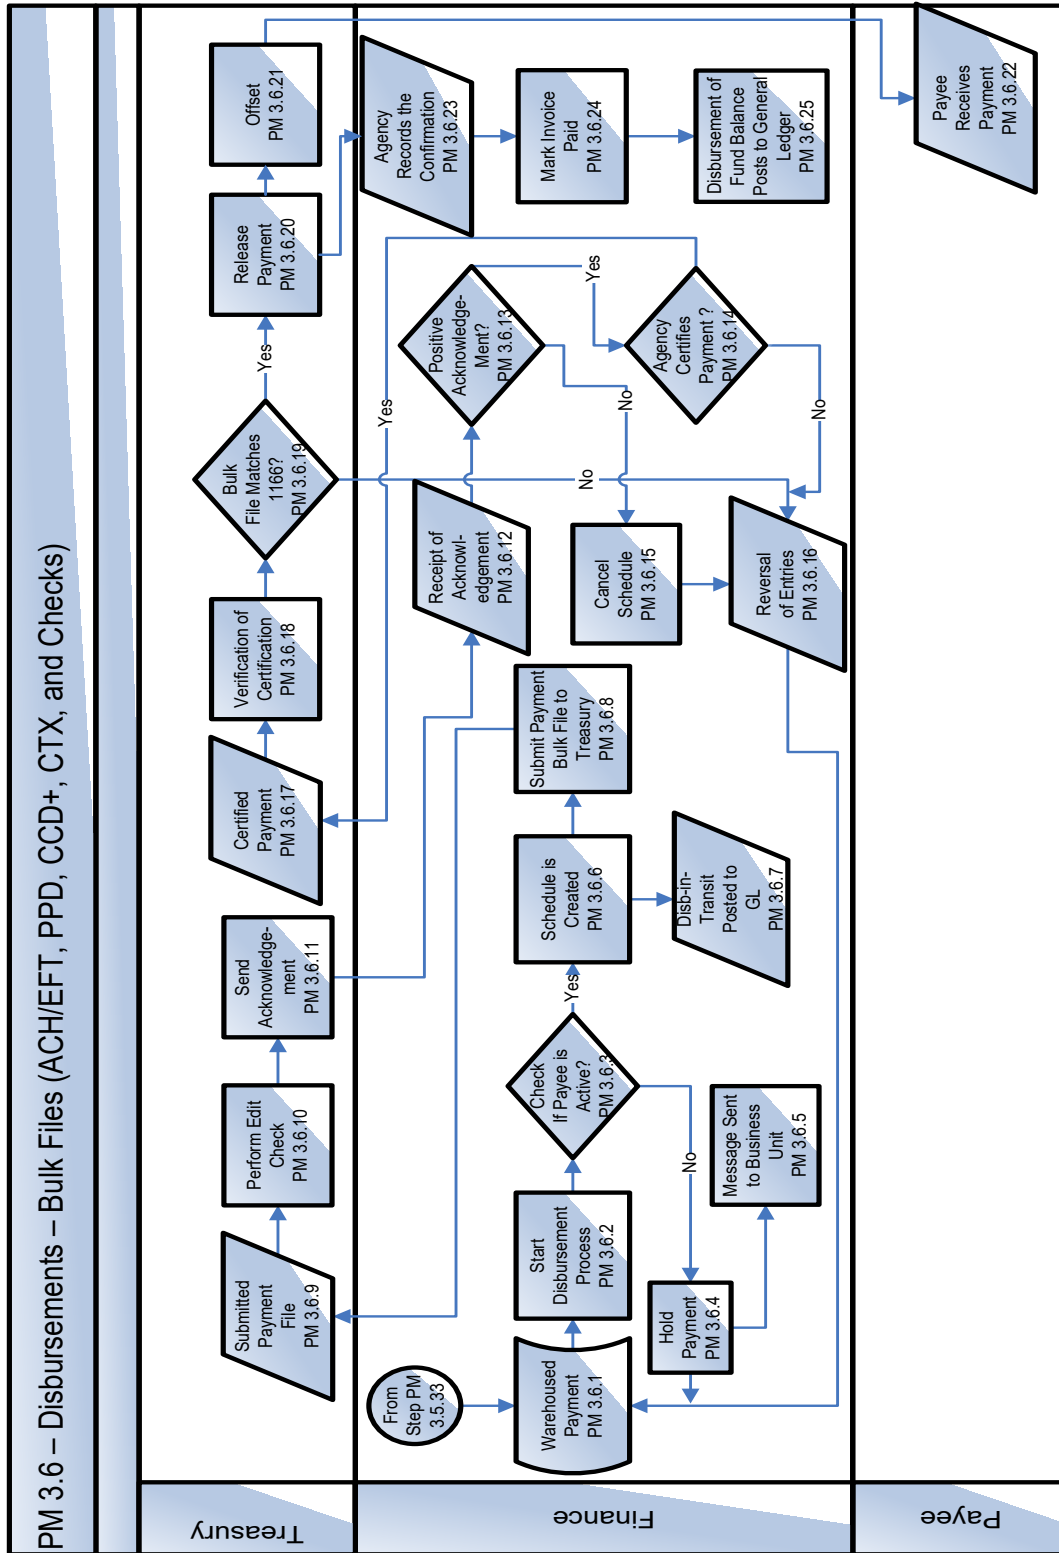 PM 3.6 – Disbursements – Bulk Files (ACH/EFT, PPD, CCD+, CTX, and Checks)
Treasury
Submitted
Payment
File
PM 3.6.9
Perform Edit
Check
PM 3.6.10
Send
Acknowledge-
ment
PM 3.6.11
Certified
Payment
PM 3.6.17
Verification of
Certification
PM 3.6.18
Bulk
File Matches
1166?
PM 3.6.19
Yes
Release
Payment
PM 3.6.20
Offset
PM 3.6.21
Finance
From
Step PM
3.5.33
Warehoused
Payment
PM 3.6.1
Start
Disbursement
Process
PM 3.6.2
Check
If Payee is
Active?
PM 3.6.3
Yes
No
Hold
Payment
PM 3.6.4
Message Sent
to Business
Unit
PM 3.6.5
Schedule is
Created
PM 3.6.6
Disb-in-
Transit
Posted to
GL
PM 3.6.7
Submit Payment
Bulk File to
Treasury
PM 3.6.8
Receipt of
Acknowl-
edgement
PM 3.6.12
Positive
Acknowledge-
Ment?
PM 3.6.13
Yes
No
Agency
Certifies
Payment ?
PM 3.6.14
Yes
No
Cancel
Schedule
PM 3.6.15
No
Reversal
of Entries
PM 3.6.16
Agency
Records the
Confirmation
PM 3.6.23
Mark Invoice
Paid
PM 3.6.24
Disbursement of
Fund Balance
Posts to General
Ledger
PM 3.6.25
Payee
Payee
Receives
Payment
PM 3.6.22